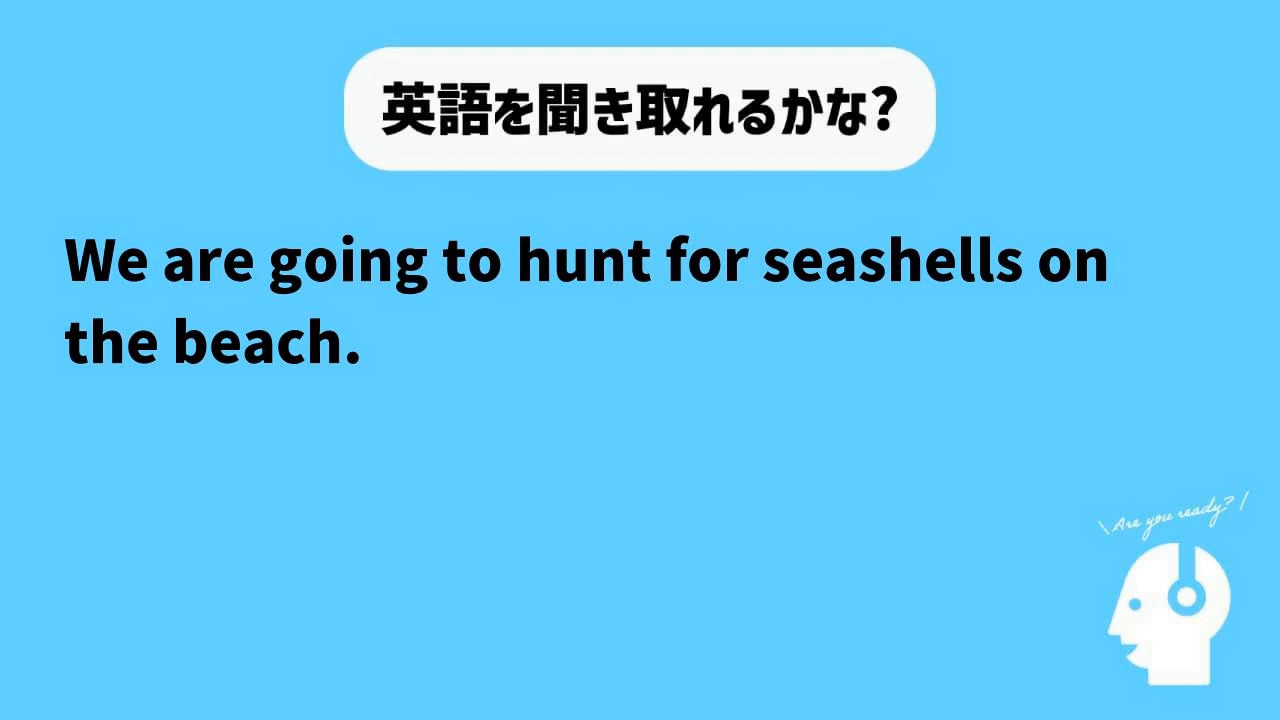 英語を聞き取れるかな?
We are going to hunt for seashells on
the beach.
\Are you ready?/